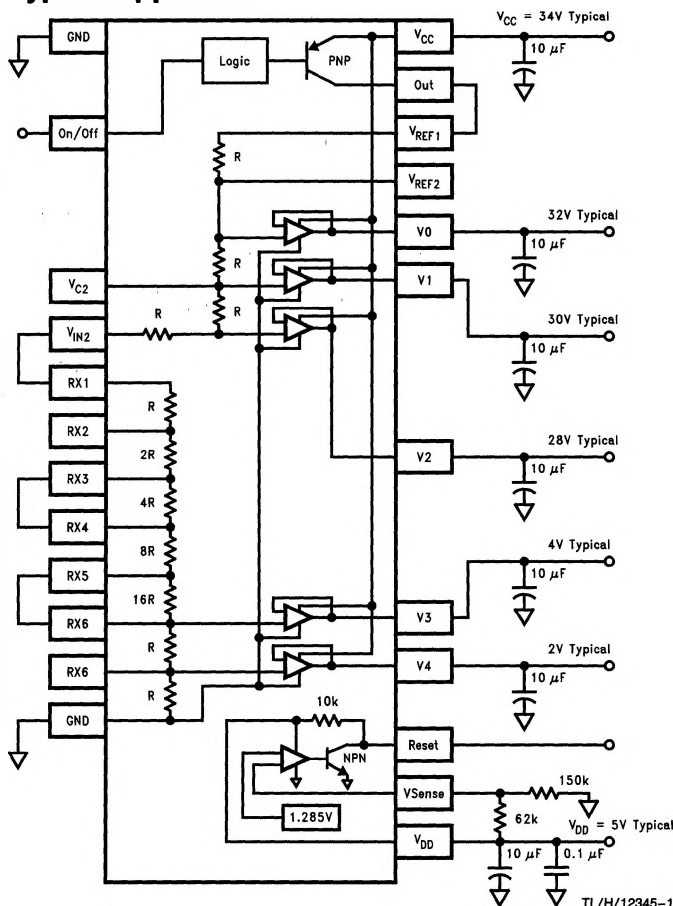 V_CC = 34V Typical
GND
Logic
PNP
V_CC
10 μF
Out
On/Off
V_REF1
R
V_REF2
32V Typical
V0
10 μF
R
V_C2
V1
R
R
V_IN2
30V Typical
10 μF
RX1
R
RX2
2R
28V Typical
RX3
V2
10 μF
4R
RX4
8R
4V Typical
RX5
10 μF
16R
RX6
V3
R
2V Typical
RX6
V4
R
10 μF
10k
GND
Reset
NPN
150k
VSense
1.285V
62k
V_DD = 5V Typical
V_DD
10 μF
0.1 μF
TL/H/12345-1